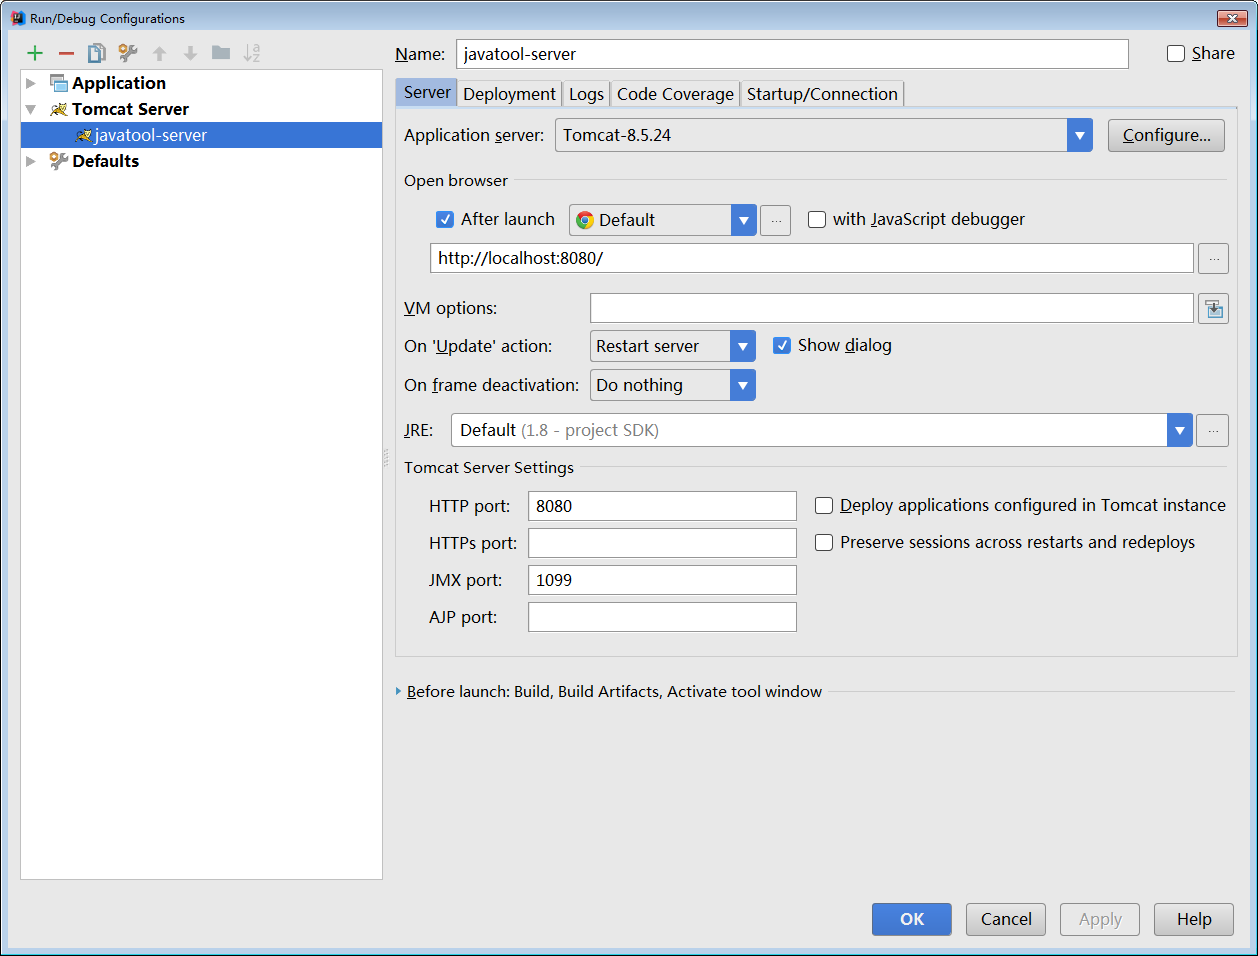 Run/Debug Configurations
Name: javatool-server Share
Application
Tomcat Server
javatool-server
Defaults
Server Deployment Logs Code Coverage Startup/Connection
Application server: Tomcat-8.5.24 Configure...
Open browser
After launch Default ... with JavaScript debugger
http://localhost:8080/ ...
VM options:
On 'Update' action: Restart server Show dialog
On frame deactivation: Do nothing
JRE: Default (1.8 - project SDK) ...
Tomcat Server Settings
HTTP port: 8080 Deploy applications configured in Tomcat instance
HTTPs port: Preserve sessions across restarts and redeploys
JMX port: 1099
AJP port:
Before launch: Build, Build Artifacts, Activate tool window
OK Cancel Apply Help